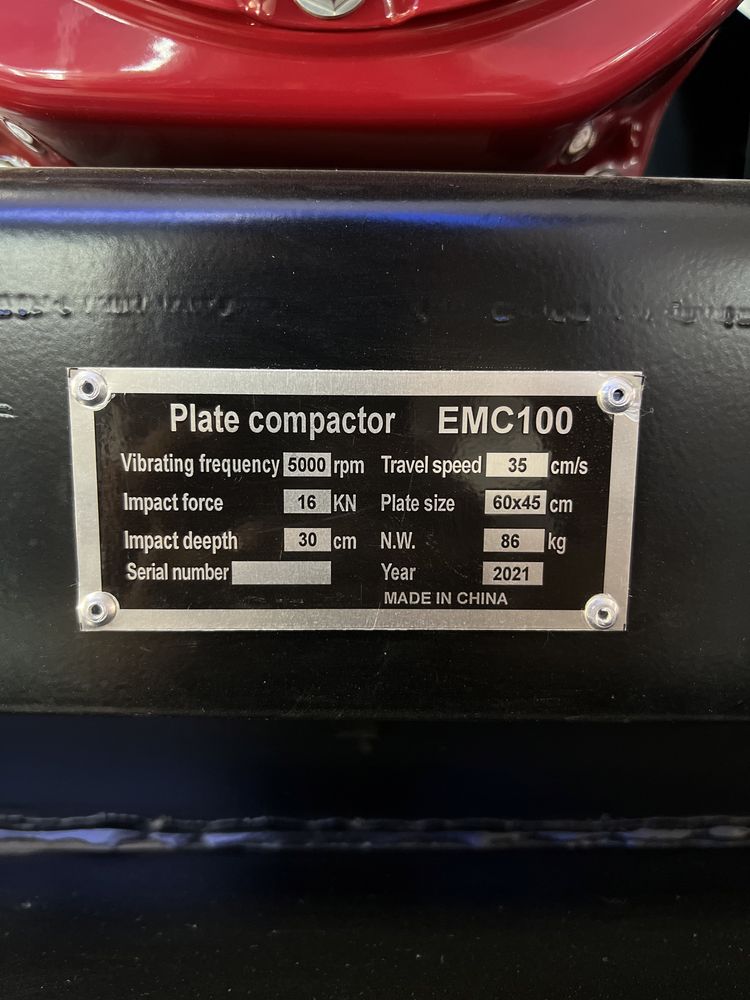 Plate compactor EMC100
Vibrating frequency 5000 rpm Travel speed 35 cm/s
Impact force 16 KN Plate size 60x45 cm
Impact deepth 30 cm N.W. 86 kg
Serial number Year 2021
MADE IN CHINA